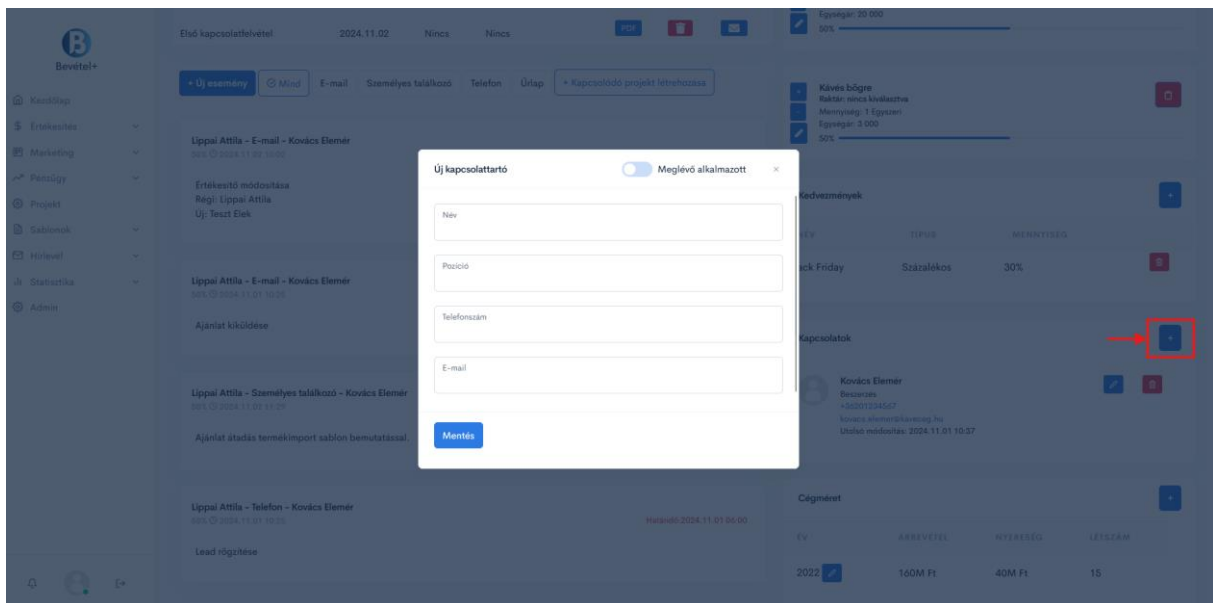 Bevétel+
Kezdőlap
Értékesítés
Marketing
Pénzügy
Projekt
Sablonok
Hírlevél
Statisztika
Admin
Első kapcsolatfelvétel 2024.11.02 Nincs Nincs PDF
+ Új esemény Mind E-mail Személyes találkozó Telefon Űrlap + Kapcsolódó projekt létrehozása
Lippai Attila - E-mail - Kovács Elemér
Értékesítő módosítása
Régi: Lippai Attila
Új: Teszt Elek
Lippai Attila - E-mail - Kovács Elemér
Ajánlat kiküldése
Lippai Attila - Személyes találkozó - Kovács Elemér
Ajánlat átadás termékimport sablon bemutatással.
Lippai Attila - Telefon - Kovács Elemér
Határidő:2024.11.01 06:00
Lead rögzítése
Új kapcsolattartó
Meglévő alkalmazott ×
Név
Pozíció
Telefonszám
E-mail
Mentés
Egységár: 20 000
50%
Kávés bögre
Raktár: nincs kiválasztva
Mennyiség: 1 Egyszeri
Egységár: 3 000
50%
Kedvezmények +
TÍPUS MENNYISÉG
ack Friday Százalékos 30%
Kapcsolatok +
Kovács Elemér
Beszerzés
+36201234567
Utolsó módosítás: 2024.11.01 10:37
Cégméret +
ÉV ÁRBEVÉTEL NYERESÉG LÉTSZÁM
2022 160M Ft 40M Ft 15